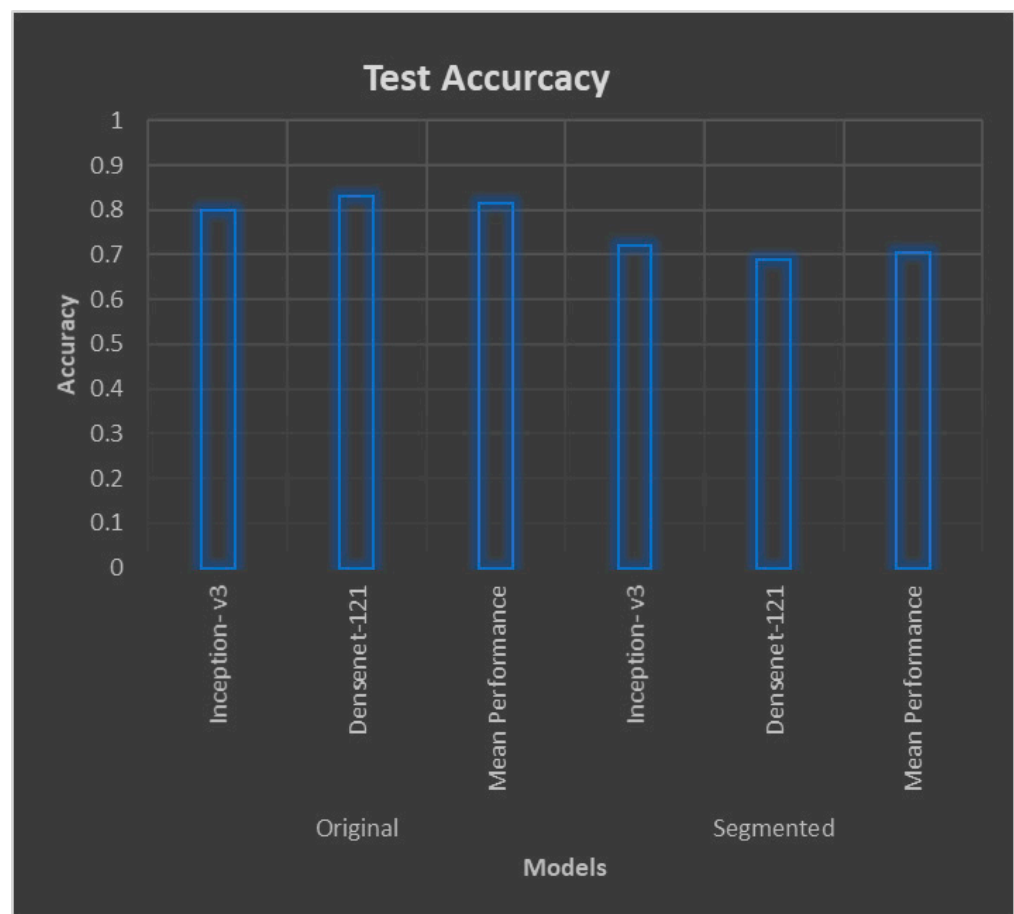 Test Accurcacy
1
0.9
0.8
0.7
0.6
0.5
0.4
0.3
0.2
0.1
0
Accuracy
Inception- v3
Densenet-121
Mean Performance
Inception- v3
Densenet-121
Mean Performance
Original
Segmented
Models